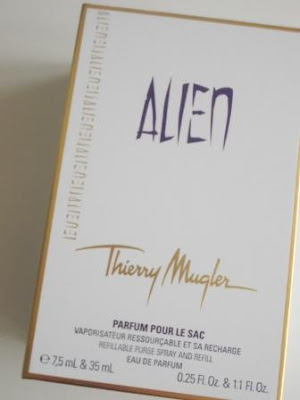 ALIEN
Thierry Mugler
PARFUM POUR LE SAC
VAPORISATEUR RESSOURÇABLE ET SA RECHARGE
REFILLABLE PURSE SPRAY AND REFILL
EAU DE PARFUM
℮ 7,5 mL & 35 mL
0.25 Fl. Oz. & 1.1 Fl. Oz.